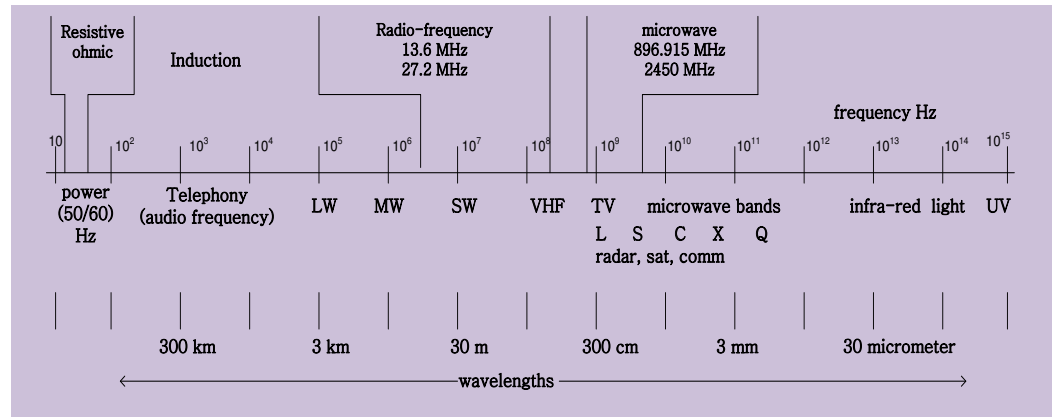 Resistive
ohmic
Induction
Radio-frequency
13.6 MHz
27.2 MHz
microwave
896.915 MHz
2450 MHz
frequency Hz
10 10² 10³ 10⁴ 10⁵ 10⁶ 10⁷ 10⁸ 10⁹ 10¹⁰ 10¹¹ 10¹² 10¹³ 10¹⁴ 10¹⁵
power
(50/60)
Hz
Telephony
(audio frequency)
LW MW SW VHF TV microwave bands infra-red light UV
L S C X Q
radar, sat, comm
300 km 3 km 30 m 300 cm 3 mm 30 micrometer
wavelengths